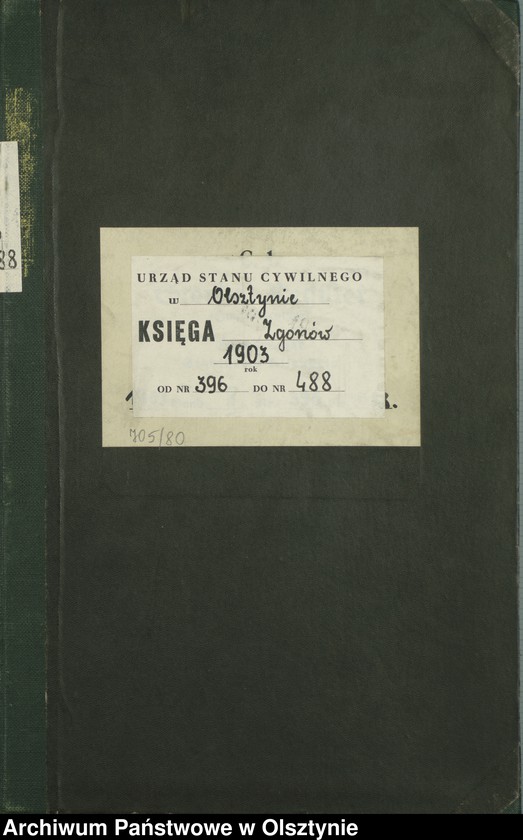 88
URZĄD STANU CYWILNEGO
w Olsztynie
KSIĘGA Zgonów
1903
rok
OD NR 396 DO NR 488
705/80
Archiwum Państwowe w Olsztynie